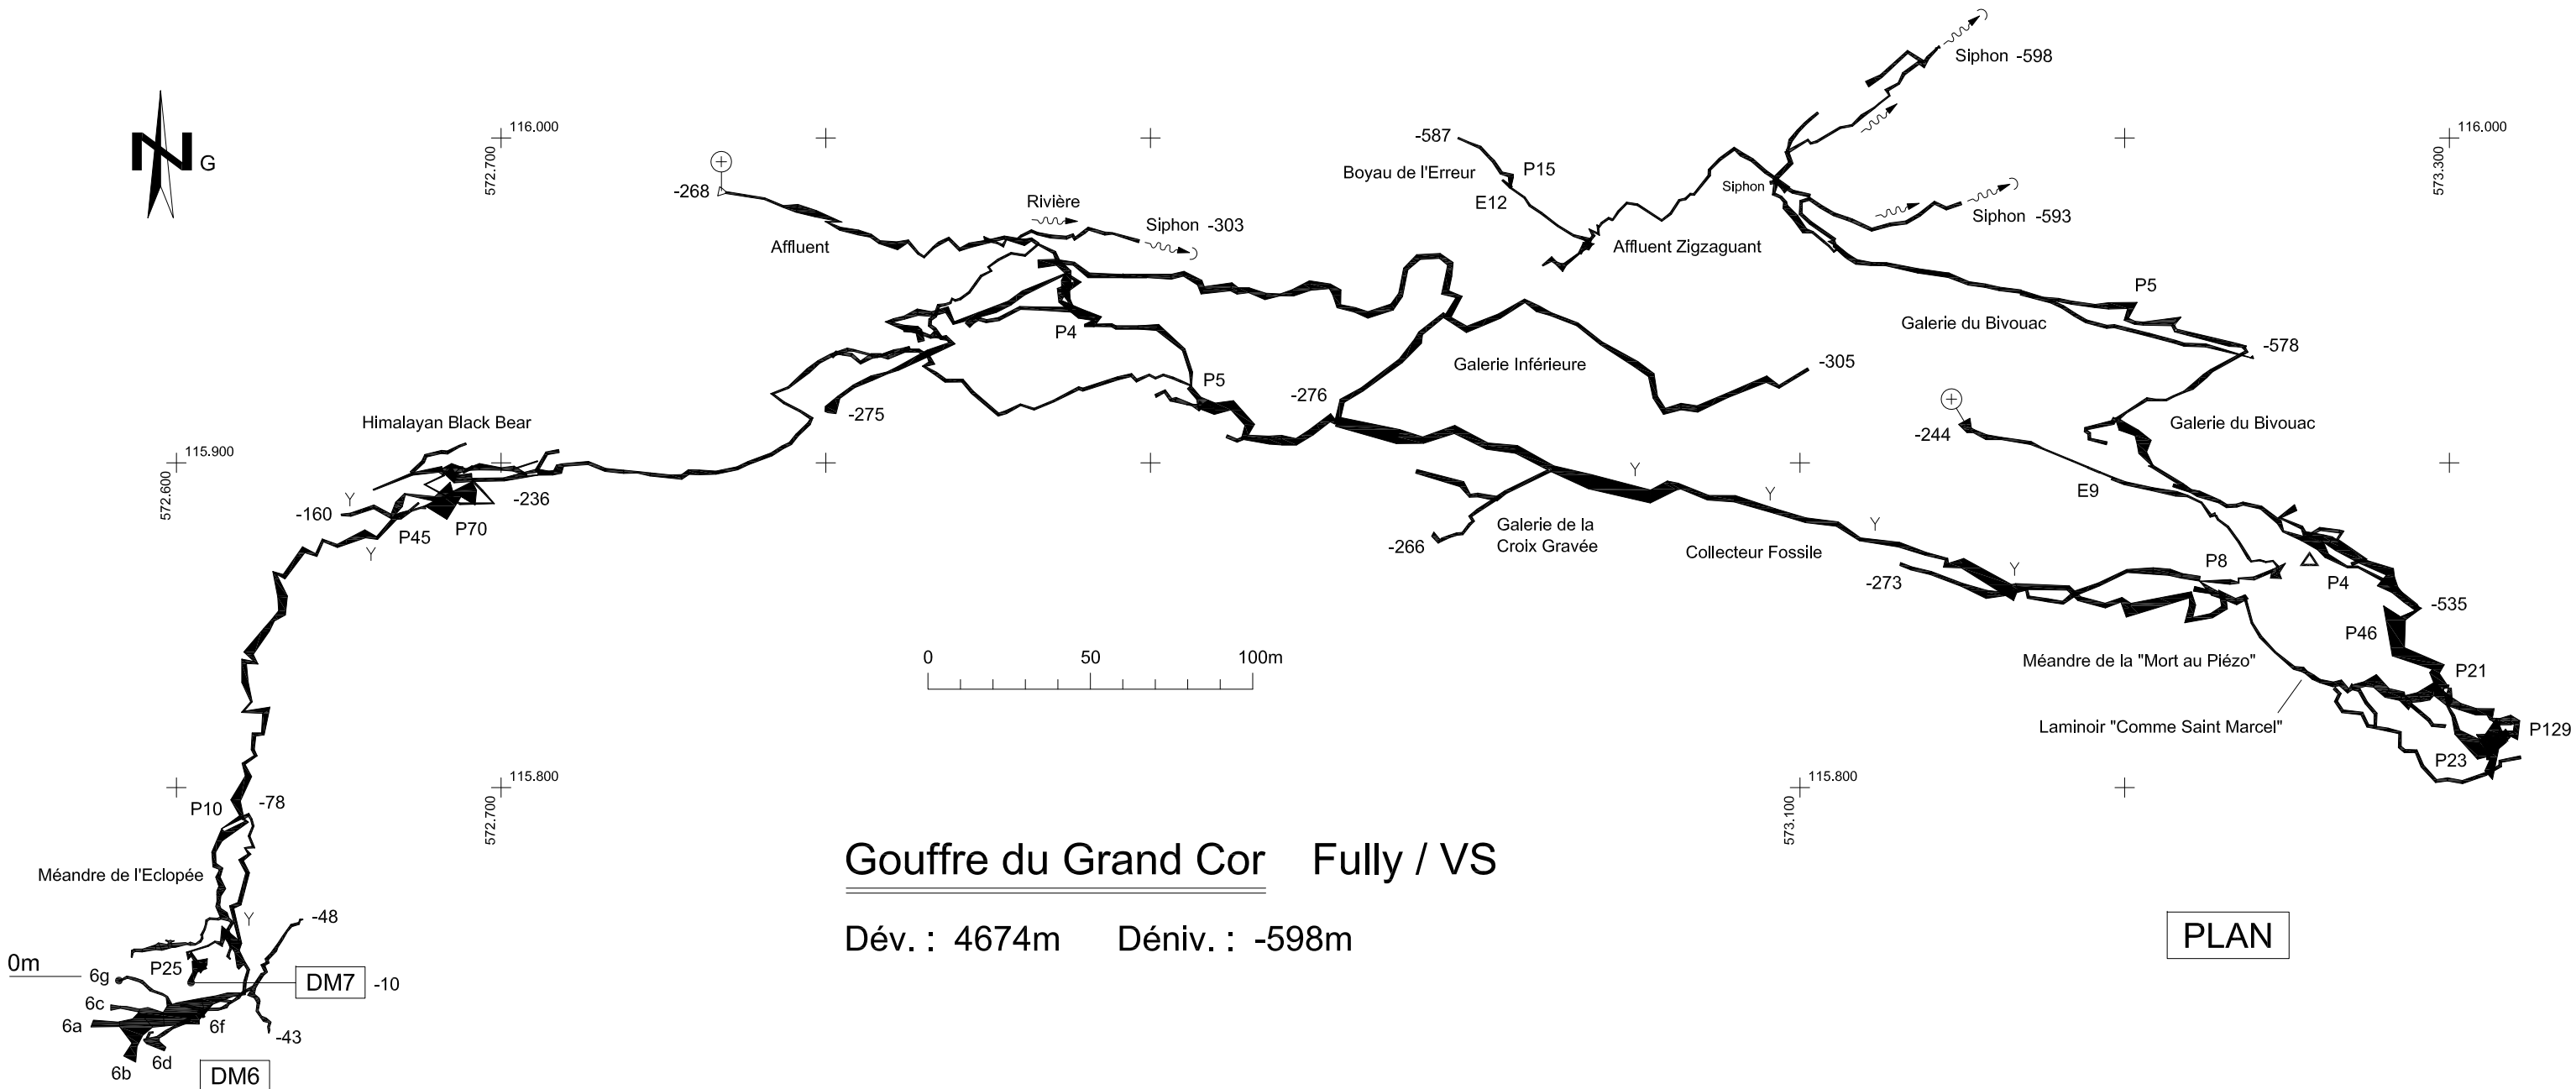 Siphon -598
N G
116.000
572.700
-587
P15
Boyau de l'Erreur
E12
116.000
573.300
-268
Rivière
Siphon -303
Affluent
Siphon
Siphon -593
Affluent Zigzaguant
P5
Galerie du Bivouac
P4
-578
Galerie Inférieure
-305
P5
-276
-275
Himalayan Black Bear
Galerie du Bivouac
-244
115.900
572.600
Y
-236
-160
P45
P70
Y
Y
Y
E9
Galerie de la
Croix Gravée
-266
Y
Collecteur Fossile
-273
Y
P8
P4
-535
P46
0 50 100m
Méandre de la "Mort au Piézo"
P21
Laminoir "Comme Saint Marcel"
P129
P23
115.800
572.700
115.800
573.100
P10
-78
Gouffre du Grand Cor Fully / VS
Méandre de l'Eclopée
Y
-48
Dév. : 4674m Déniv. : -598m
PLAN
0m
P25
6g
DM7 -10
6c
6a
6f
-43
6d
6b
DM6